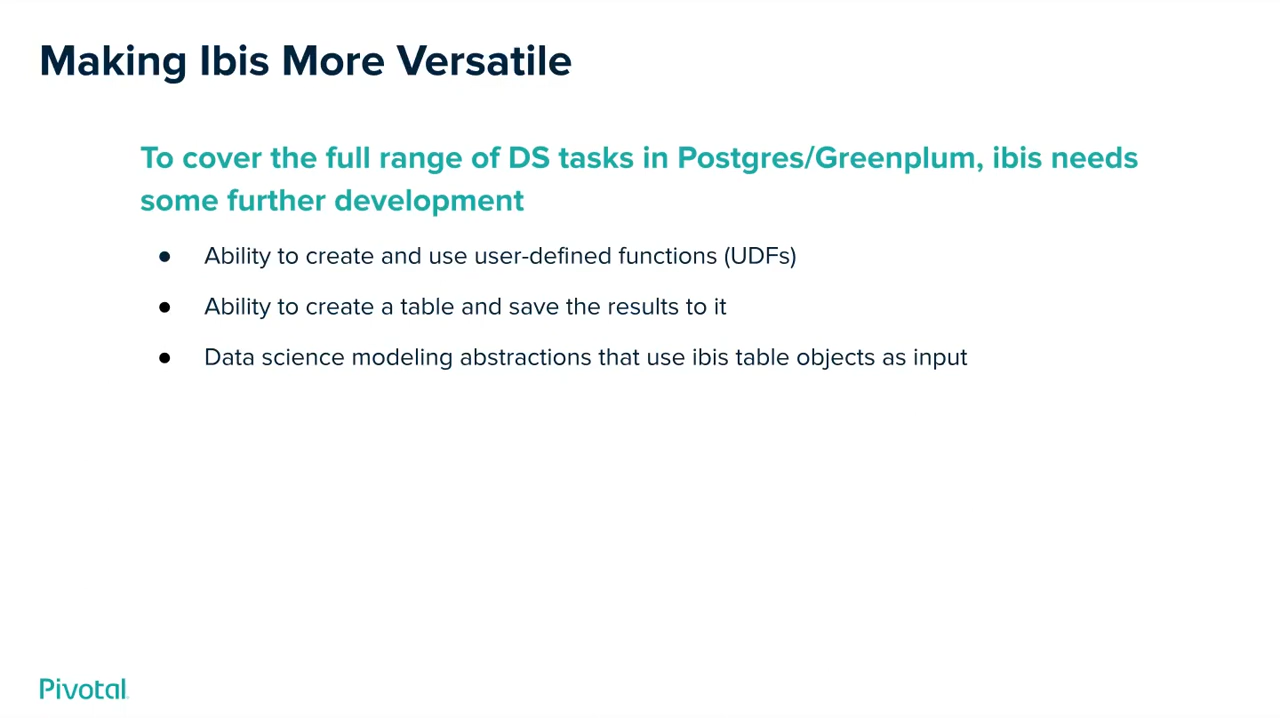 Making Ibis More Versatile
To cover the full range of DS tasks in Postgres/Greenplum, ibis needs
some further development
● Ability to create and use user-defined functions (UDFs)
● Ability to create a table and save the results to it
● Data science modeling abstractions that use ibis table objects as input
Pivotal